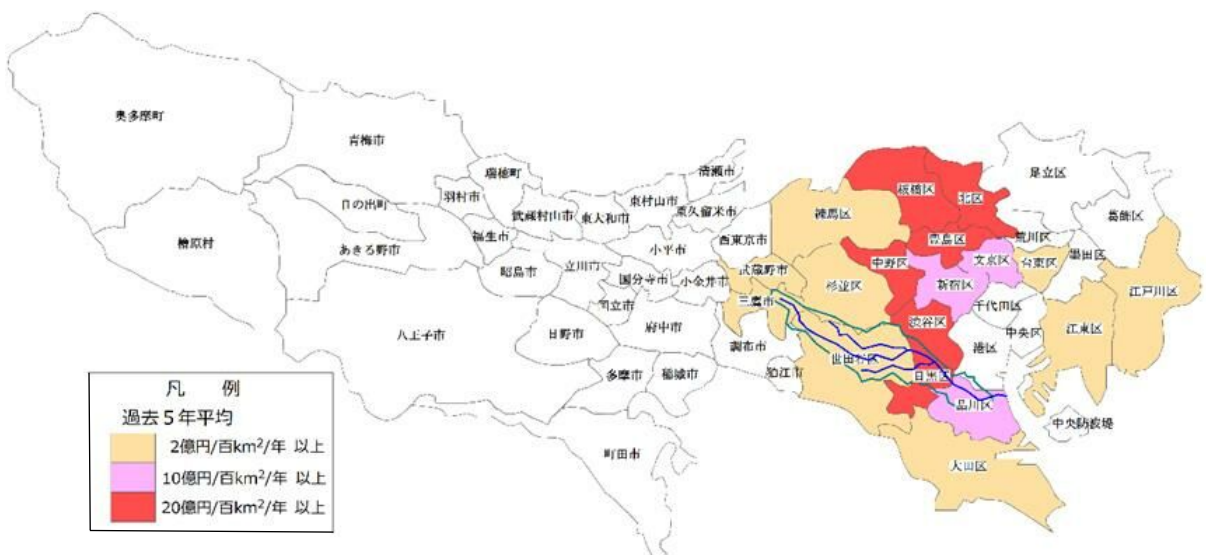 奥多摩町
青梅市
瑞穂町
羽村市
日の出町
檜原村
あきる野市
福生市
武蔵村山市
東大和市
東村山市
清瀬市
東久留米市
昭島市
立川市
小平市
国分寺市
小金井市
西東京市
国立市
八王子市
日野市
府中市
調布市
多摩市
稲城市
狛江市
町田市
武蔵野市
三鷹市
練馬区
板橋区
北区
足立区
葛飾区
豊島区
荒川区
中野区
文京区
台東区
墨田区
杉並区
新宿区
千代田区
江戸川区
渋谷区
中央区
江東区
港区
世田谷区
目黒区
品川区
中央防波堤
大田区
凡 例
過去5年平均
2億円/百km²/年 以上
10億円/百km²/年 以上
20億円/百km²/年 以上